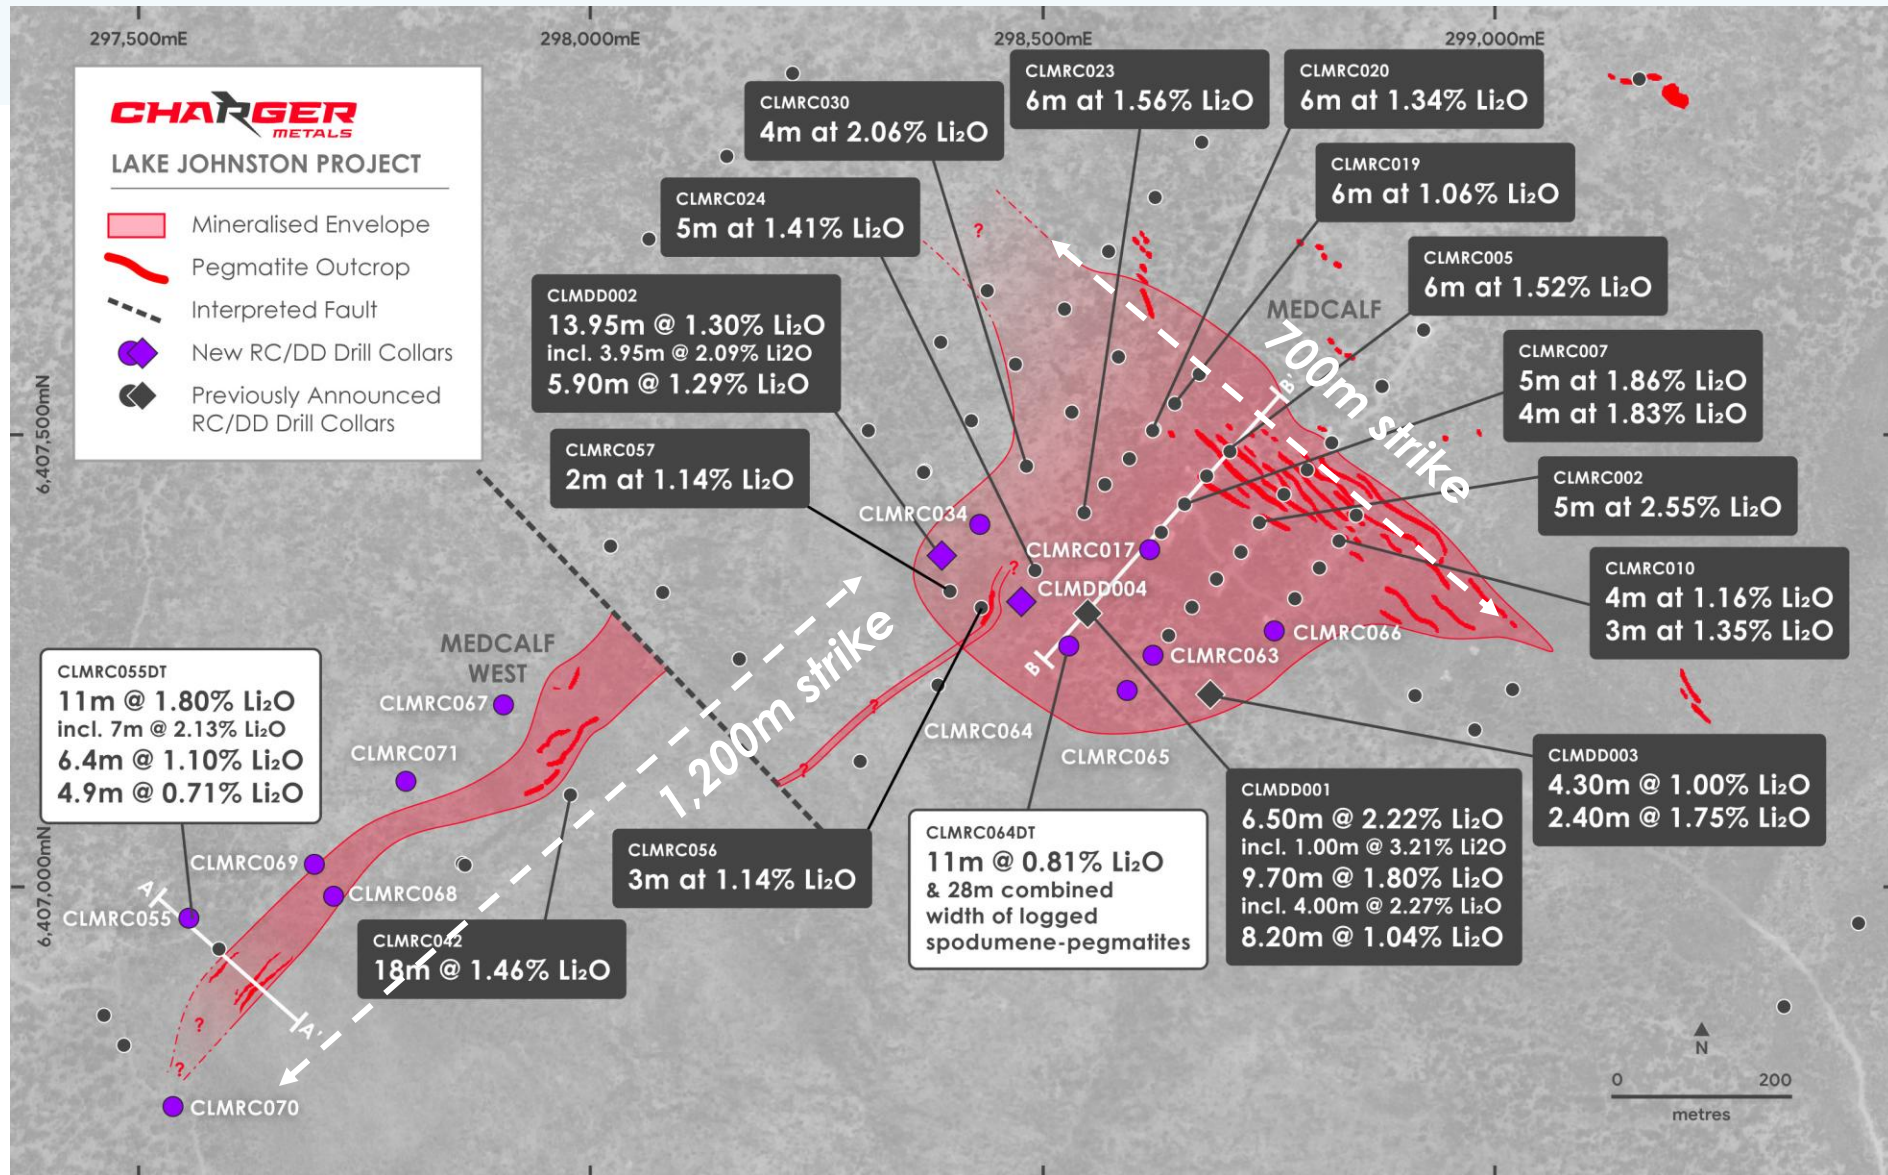 297,500mE
298,000mE
298,500mE
299,000mE
6,407,500mN
6,407,000mN
CHARGER
METALS
LAKE JOHNSTON PROJECT
Mineralised Envelope
Pegmatite Outcrop
Interpreted Fault
New RC/DD Drill Collars
Previously Announced
RC/DD Drill Collars
CLMRC030
4m at 2.06% Li₂O
CLMRC023
6m at 1.56% Li₂O
CLMRC020
6m at 1.34% Li₂O
CLMRC019
6m at 1.06% Li₂O
CLMRC024
5m at 1.41% Li₂O
CLMRC005
6m at 1.52% Li₂O
CLMDD002
13.95m @ 1.30% Li₂O
incl. 3.95m @ 2.09% Li2O
5.90m @ 1.29% Li₂O
MEDCALF
CLMRC007
5m at 1.86% Li₂O
4m at 1.83% Li₂O
CLMRC057
2m at 1.14% Li₂O
700m strike
B'
CLMRC002
5m at 2.55% Li₂O
CLMRC034
CLMRC017
CLMDD004
CLMRC010
4m at 1.16% Li₂O
3m at 1.35% Li₂O
CLMRC066
CLMRC063
B
MEDCALF
WEST
CLMRC055DT
11m @ 1.80% Li₂O
incl. 7m @ 2.13% Li₂O
6.4m @ 1.10% Li₂O
4.9m @ 0.71% Li₂O
CLMRC067
CLMRC071
1,200m strike
CLMRC064
CLMRC065
CLMDD003
4.30m @ 1.00% Li₂O
2.40m @ 1.75% Li₂O
CLMDD001
6.50m @ 2.22% Li₂O
incl. 1.00m @ 3.21% Li2O
9.70m @ 1.80% Li₂O
incl. 4.00m @ 2.27% Li₂O
8.20m @ 1.04% Li₂O
CLMRC064DT
11m @ 0.81% Li₂O
& 28m combined
width of logged
spodumene-pegmatites
CLMRC056
3m at 1.14% Li₂O
CLMRC069
CLMRC068
A
CLMRC055
CLMRC042
18m @ 1.46% Li₂O
A'
CLMRC070
?
?
?
?
?
?
N
0 200
metres